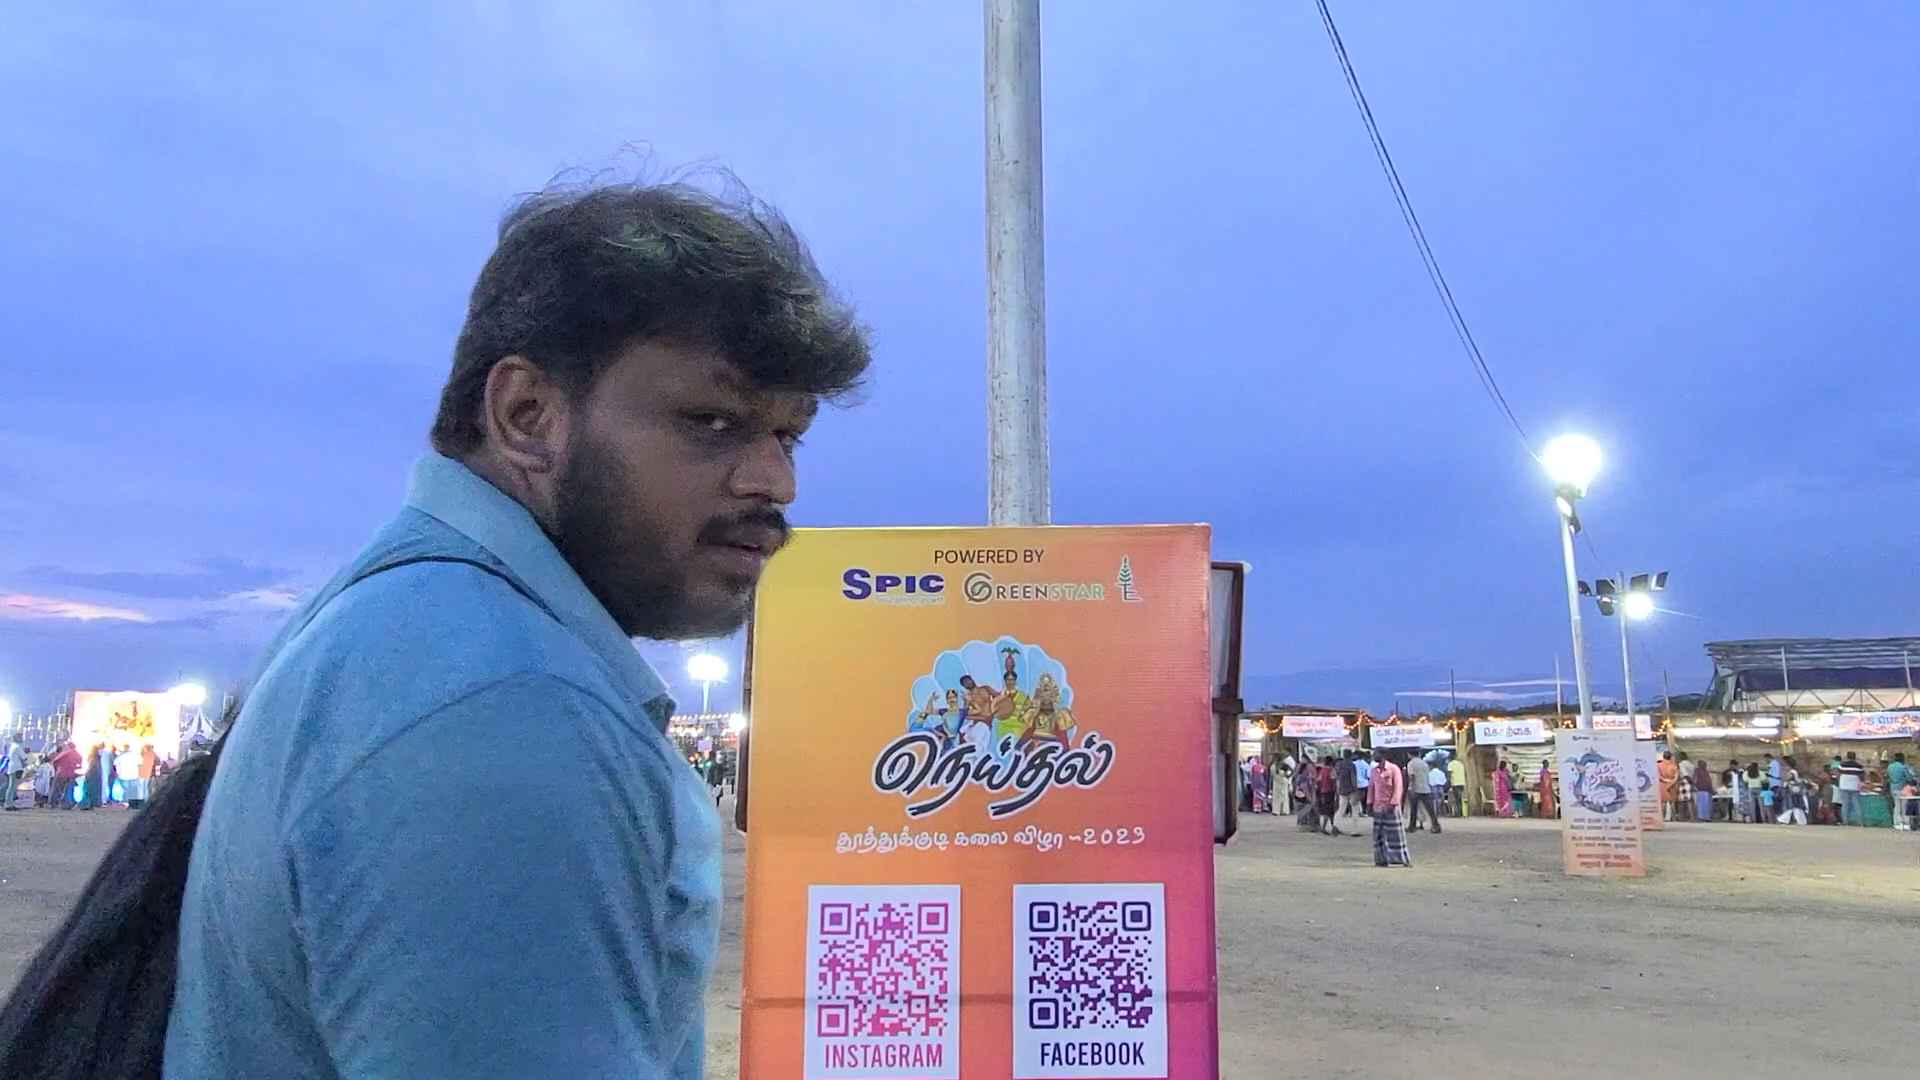 POWERED BY
SPIC GREENSTAR
நெய்தல்
தூத்துக்குடி கலை விழா ~2023
INSTAGRAM FACEBOOK
கொற்கை